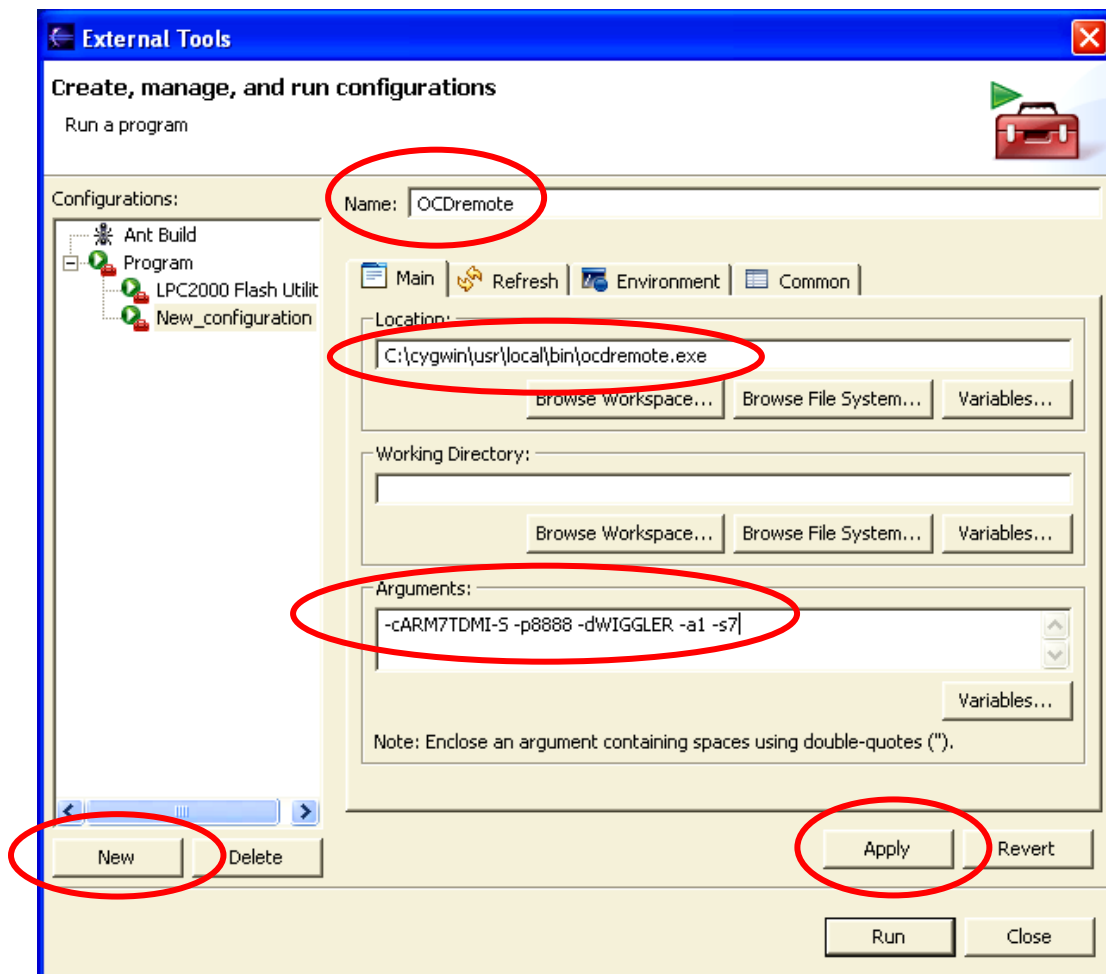 External Tools
Create, manage, and run configurations
Run a program
Configurations:
Ant Build
Program
LPC2000 Flash Utilit
New_configuration
New
Delete
Name: OCDremote
Main
Refresh
Environment
Common
Location:
C:\cygwin\usr\local\bin\ocdremote.exe
Browse Workspace...
Browse File System...
Variables...
Working Directory:
Browse Workspace...
Browse File System...
Variables...
Arguments:
-cARM7TDMI-S -p8888 -dWIGGLER -a1 -s7
Variables...
Note: Enclose an argument containing spaces using double-quotes (").
Apply
Revert
Run
Close